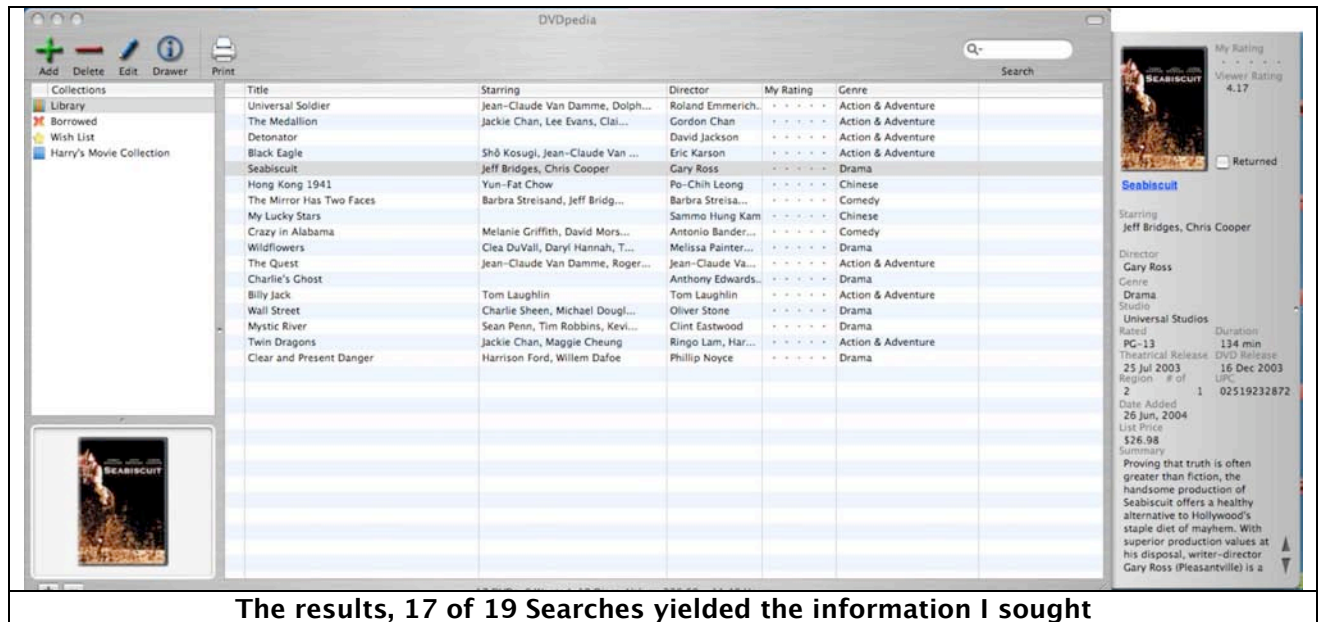 DVDpedia
Add Delete Edit Drawer Print
Search
Collections
Library
Borrowed
Wish List
Harry's Movie Collection
Title Starring Director My Rating Genre
Universal Soldier Jean-Claude Van Damme, Dolph... Roland Emmerich.. Action & Adventure
The Medallion Jackie Chan, Lee Evans, Clai... Gordon Chan Action & Adventure
Detonator David Jackson Action & Adventure
Black Eagle Shô Kosugi, Jean-Claude Van ... Eric Karson Action & Adventure
Seabiscuit Jeff Bridges, Chris Cooper Gary Ross Drama
Hong Kong 1941 Yun-Fat Chow Po-Chih Leong Chinese
The Mirror Has Two Faces Barbra Streisand, Jeff Bridg... Barbra Streisa... Comedy
My Lucky Stars Sammo Hung Kam Chinese
Crazy in Alabama Melanie Griffith, David Mors... Antonio Bander... Comedy
Wildflowers Clea DuVall, Daryl Hannah, T... Melissa Painter... Drama
The Quest Jean-Claude Van Damme, Roger... Jean-Claude Va... Action & Adventure
Charlie's Ghost Anthony Edwards.. Drama
Billy Jack Tom Laughlin Tom Laughlin Action & Adventure
Wall Street Charlie Sheen, Michael Dougl... Oliver Stone Drama
Mystic River Sean Penn, Tim Robbins, Kevi... Clint Eastwood Drama
Twin Dragons Jackie Chan, Maggie Cheung Ringo Lam, Har... Action & Adventure
Clear and Present Danger Harrison Ford, Willem Dafoe Phillip Noyce Drama
SEABISCUIT
SEABISCUIT
My Rating
Viewer Rating
4.17
Returned
Seabiscuit
Starring
Jeff Bridges, Chris Cooper
Director
Gary Ross
Genre
Drama
Studio
Universal Studios
Rated Duration
PG-13 134 min
Theatrical Release DVD Release
25 Jul 2003 16 Dec 2003
Region # of UPC
2 1 02519232872
Date Added
26 Jun, 2004
List Price
$26.98
Summary
Proving that truth is often
greater than fiction, the
handsome production of
Seabiscuit offers a healthy
alternative to Hollywood's
staple diet of mayhem. With
superior production values at
his disposal, writer-director
Gary Ross (Pleasantville) is a
The results, 17 of 19 Searches yielded the information I sought